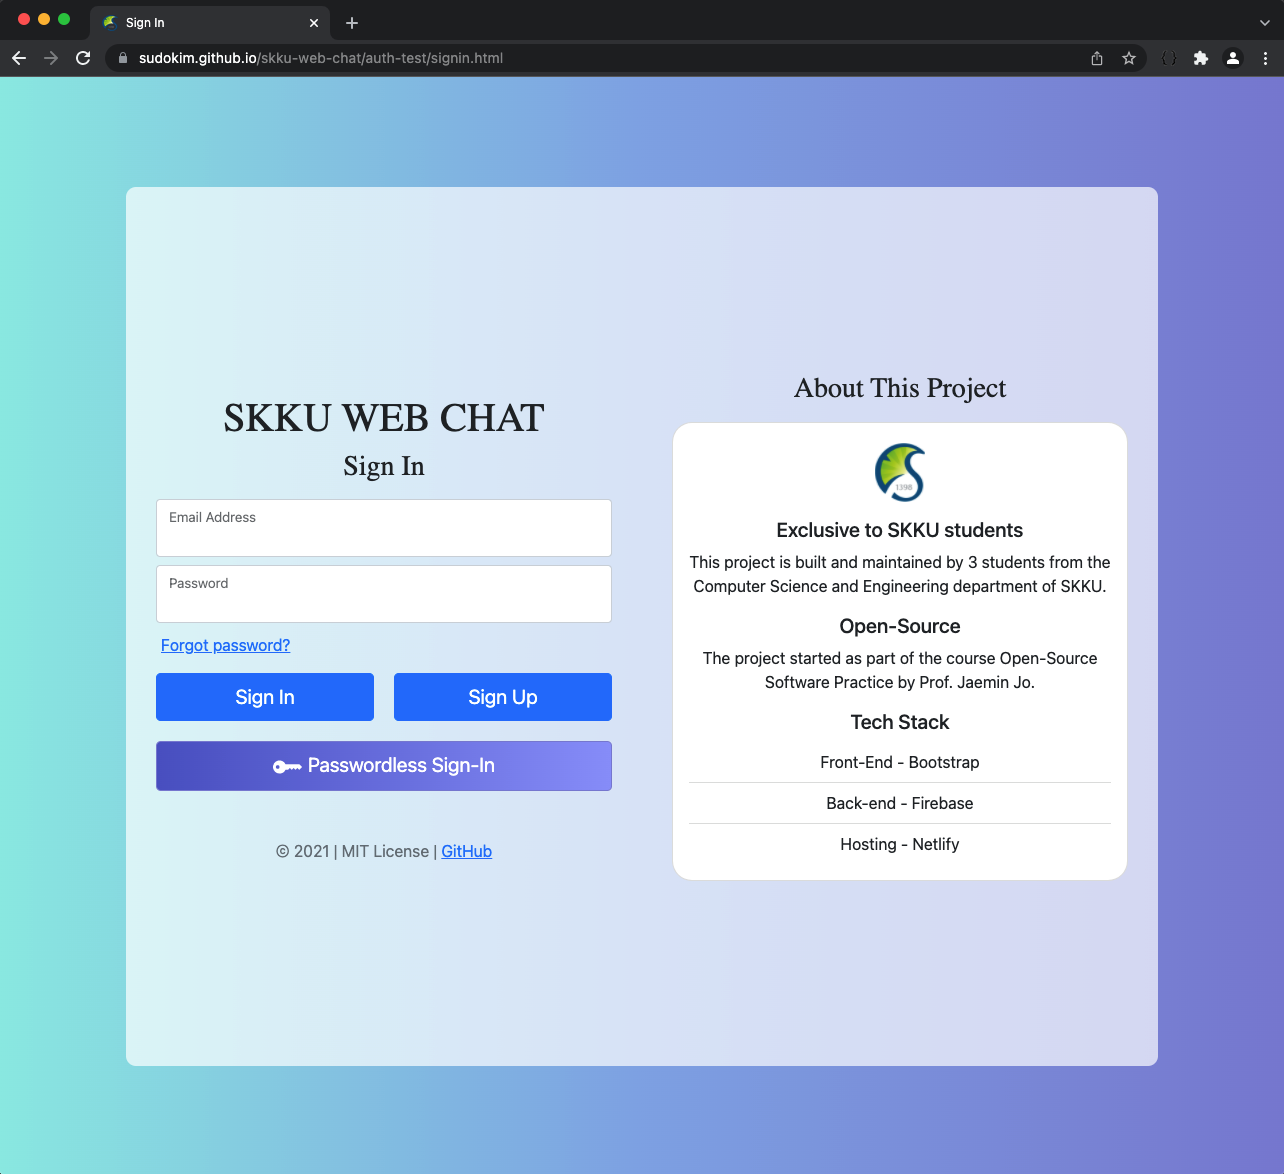 Sign In
sudokim.github.io/skku-web-chat/auth-test/signin.html
SKKU WEB CHAT
Sign In
Email Address
Password
Forgot password?
Sign In
Sign Up
Passwordless Sign-In
© 2021 | MIT License | GitHub
About This Project
1398
Exclusive to SKKU students
This project is built and maintained by 3 students from the
Computer Science and Engineering department of SKKU.
Open-Source
The project started as part of the course Open-Source
Software Practice by Prof. Jaemin Jo.
Tech Stack
Front-End - Bootstrap
Back-end - Firebase
Hosting - Netlify